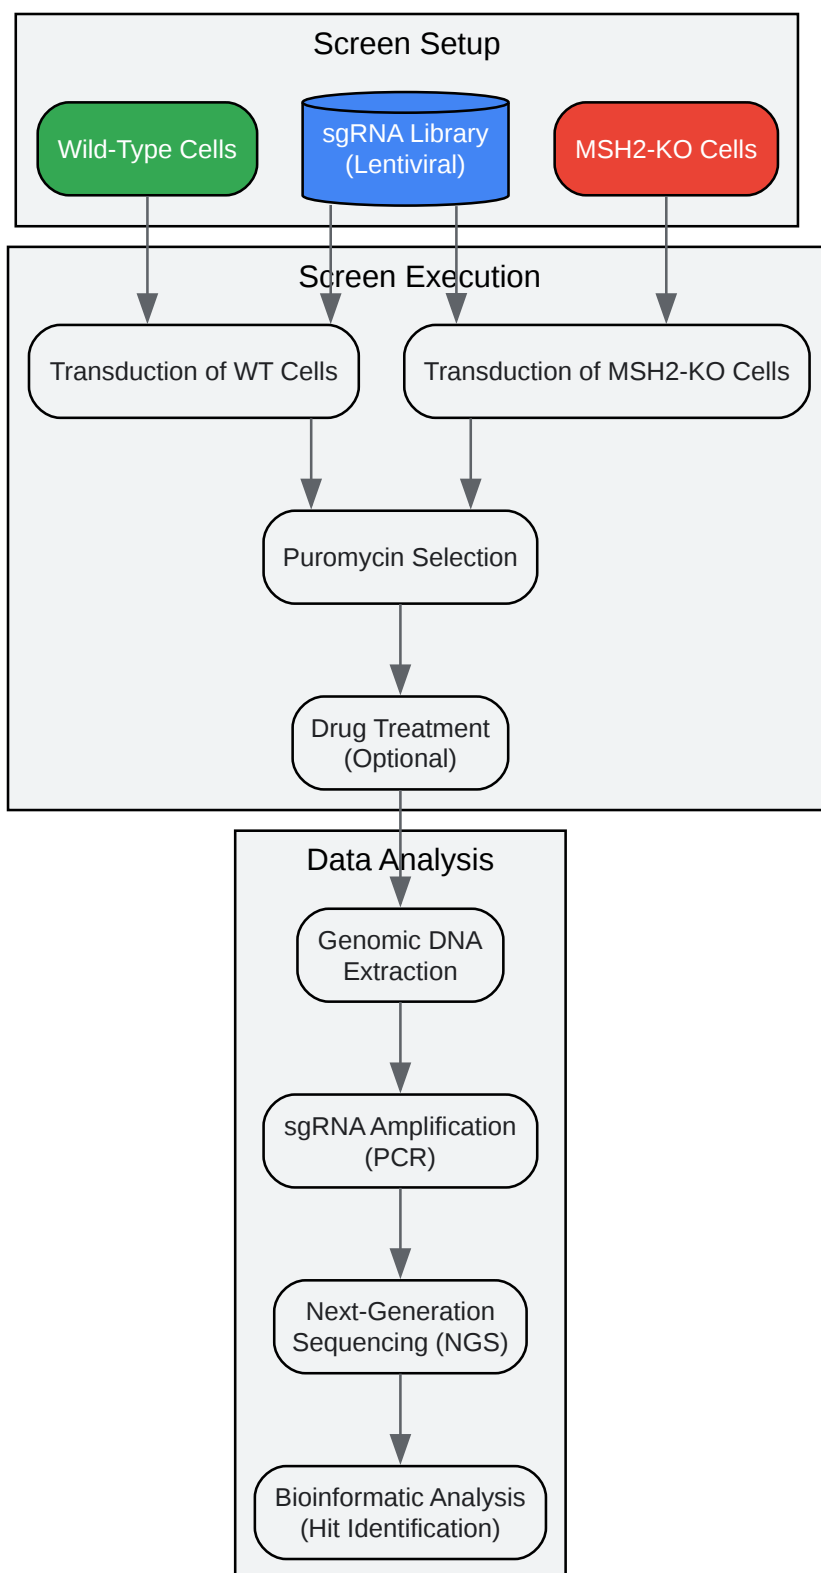 Screen Setup
Wild-Type Cells
sgRNA Library
(Lentiviral)
MSH2-KO Cells
Screen Execution
Transduction of WT Cells
Transduction of MSH2-KO Cells
Puromycin Selection
Drug Treatment
(Optional)
Data Analysis
Genomic DNA
Extraction
sgRNA Amplification
(PCR)
Next-Generation
Sequencing (NGS)
Bioinformatic Analysis
(Hit Identification)